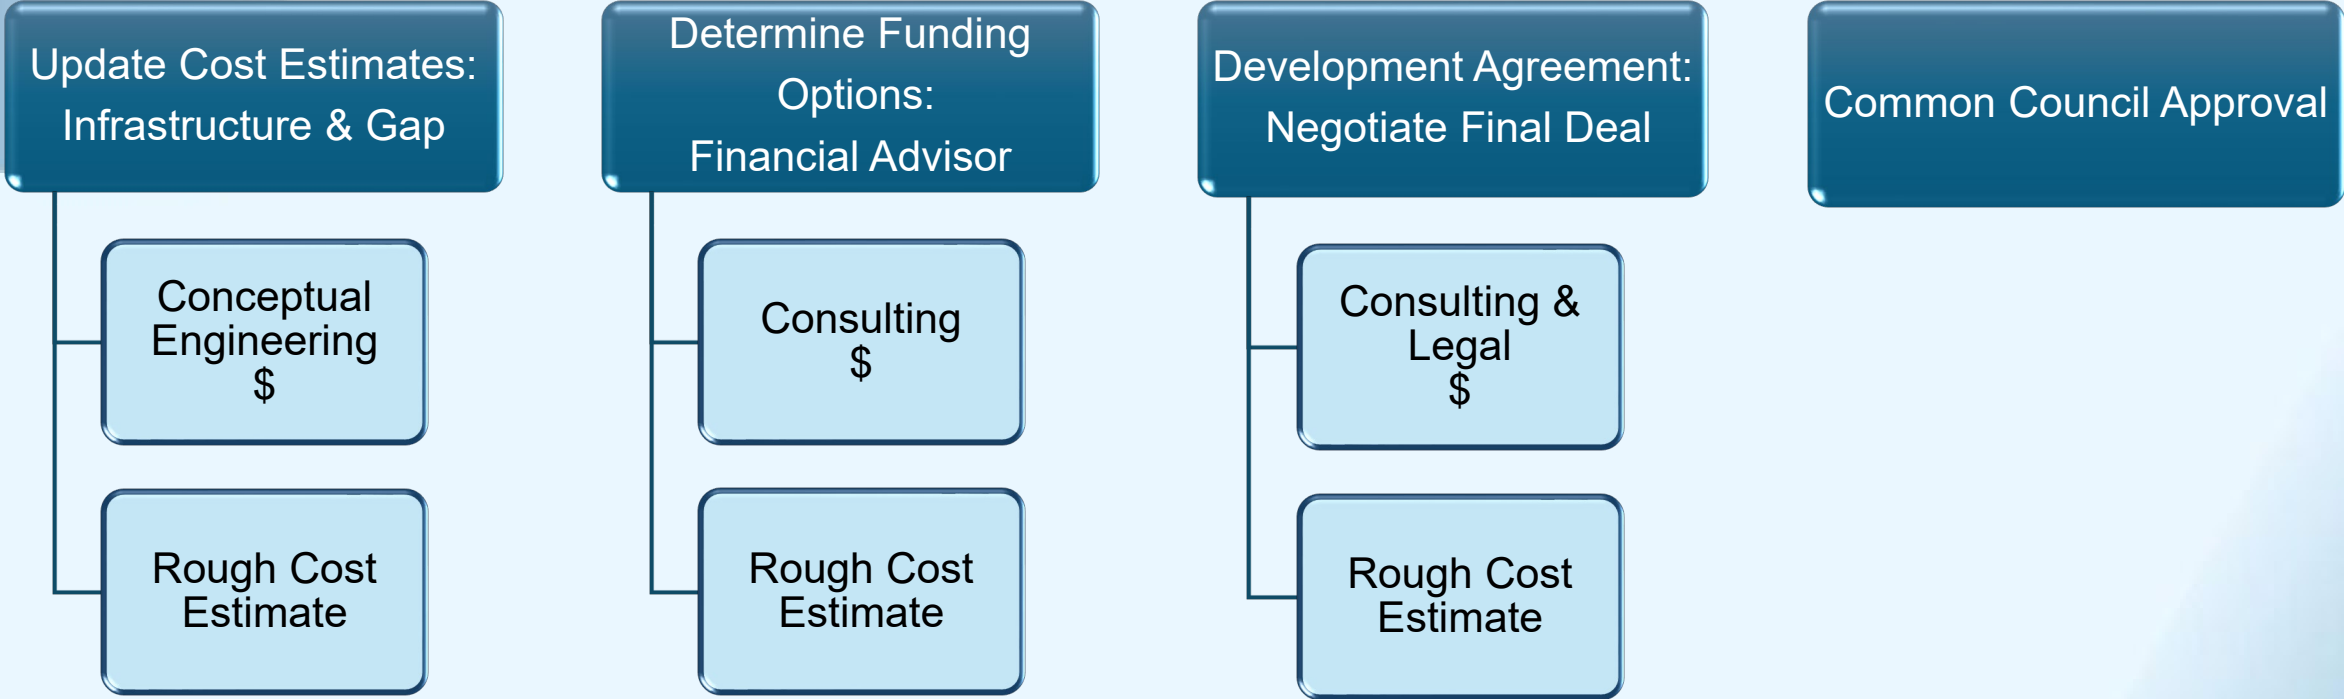 Update Cost Estimates:
Infrastructure & Gap
Conceptual
Engineering
$
Rough Cost
Estimate
Determine Funding
Options:
Financial Advisor
Consulting
$
Rough Cost
Estimate
Development Agreement:
Negotiate Final Deal
Consulting &
Legal
$
Rough Cost
Estimate
Common Council Approval